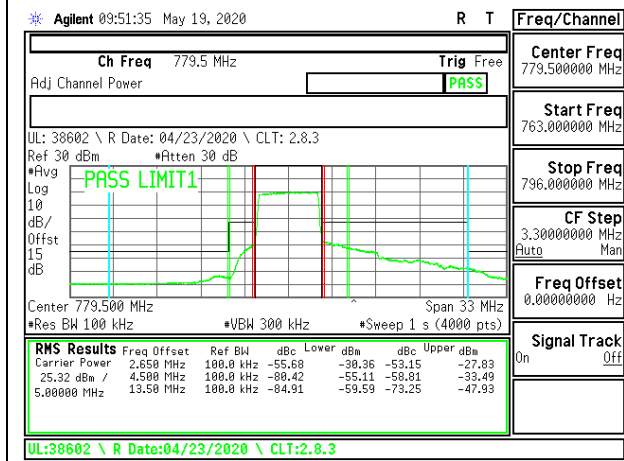 Agilent 09:51:35 May 19, 2020 R T
Freq/Channel
Ch Freq 779.5 MHz Trig Free
Adj Channel Power PASS
Center Freq
779.500000 MHz
Start Freq
763.000000 MHz
Stop Freq
796.000000 MHz
CF Step
3.30000000 MHz
Auto Man
Freq Offset
0.00000000 Hz
Signal Track
On Off
UL: 38602 \ R Date: 04/23/2020 \ CLT: 2.8.3
Ref 30 dBm #Atten 30 dB
#Avg
Log
10
dB/
Offst
15
dB
PASS LIMIT1
Center 779.500 MHz Span 33 MHz
#Res BW 100 kHz #VBW 300 kHz #Sweep 1 s (4000 pts)
RMS Results Freq Offset Ref BW dBc Lower dBm dBc Upper dBm
Carrier Power 2.650 MHz 100.0 kHz -55.68 -30.36 -53.15 -27.83
25.32 dBm / 4.500 MHz 100.0 kHz -80.42 -55.11 -58.81 -33.49
5.00000 MHz 13.50 MHz 100.0 kHz -84.91 -59.59 -73.25 -47.93
UL:38602 \ R Date:04/23/2020 \ CLT:2.8.3